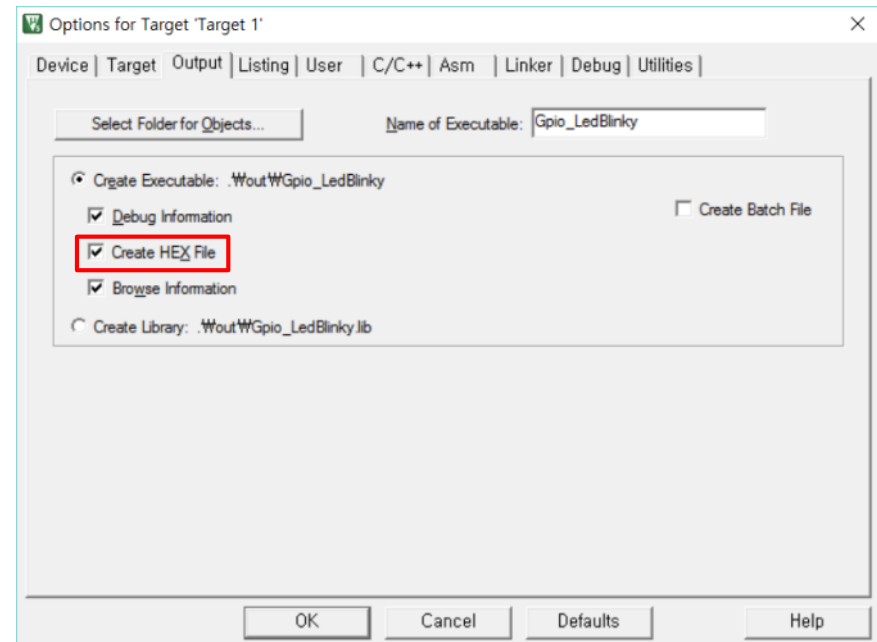 Options for Target 'Target 1'
Device | Target | Output | Listing | User | C/C++ | Asm | Linker | Debug | Utilities |
Select Folder for Objects... Name of Executable: Gpio_LedBlinky
Create Executable: .₩out₩Gpio_LedBlinky
Debug Information Create Batch File
Create HEX File
Browse Information
Create Library: .₩out₩Gpio_LedBlinky.lib
OK Cancel Defaults Help